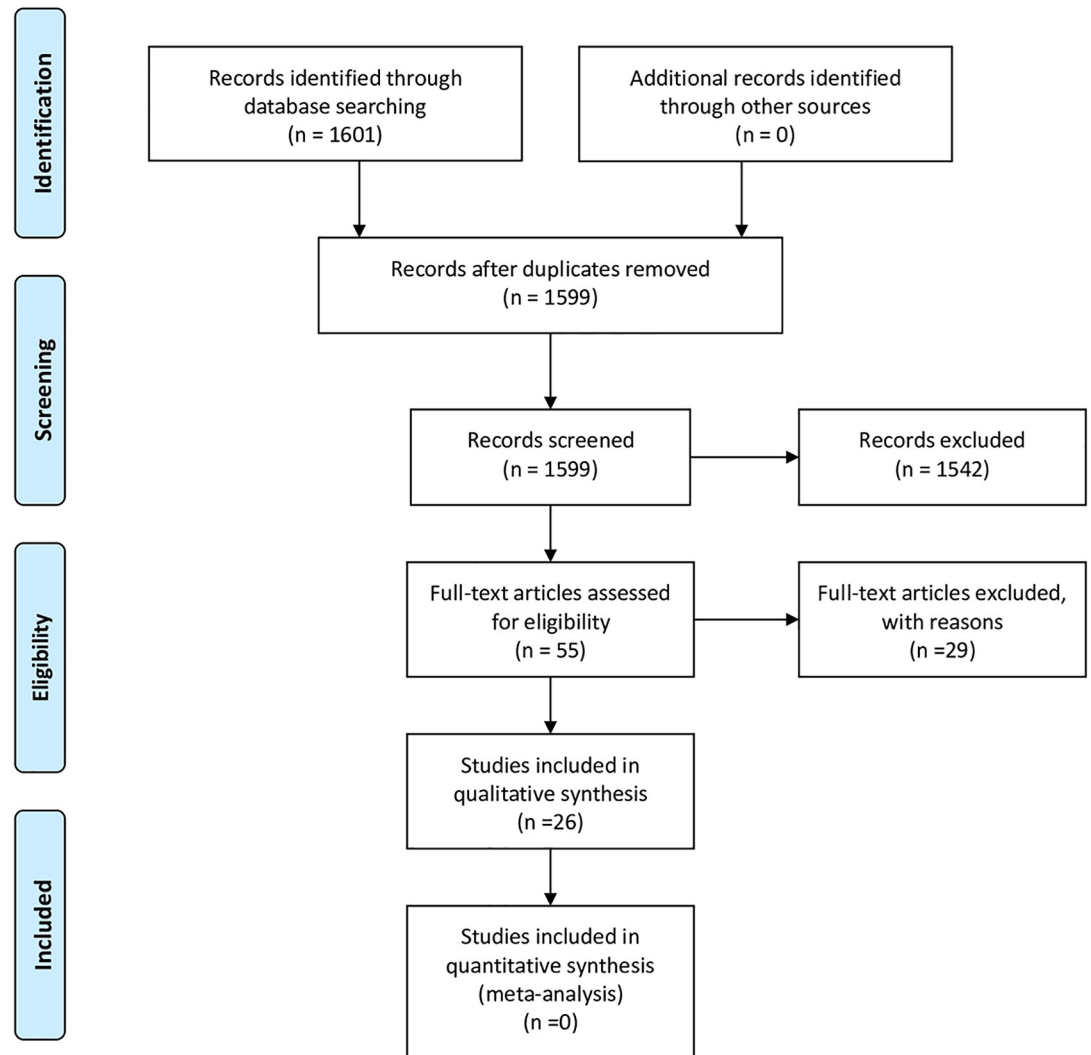 Identification
Records identified through
database searching
(n = 1601)
Additional records identified
through other sources
(n = 0)
Records after duplicates removed
(n = 1599)
Screening
Records screened
(n = 1599)
Records excluded
(n = 1542)
Eligibility
Full-text articles assessed
for eligibility
(n = 55)
Full-text articles excluded,
with reasons
(n =29)
Studies included in
qualitative synthesis
(n =26)
Included
Studies included in
quantitative synthesis
(meta-analysis)
(n =0)